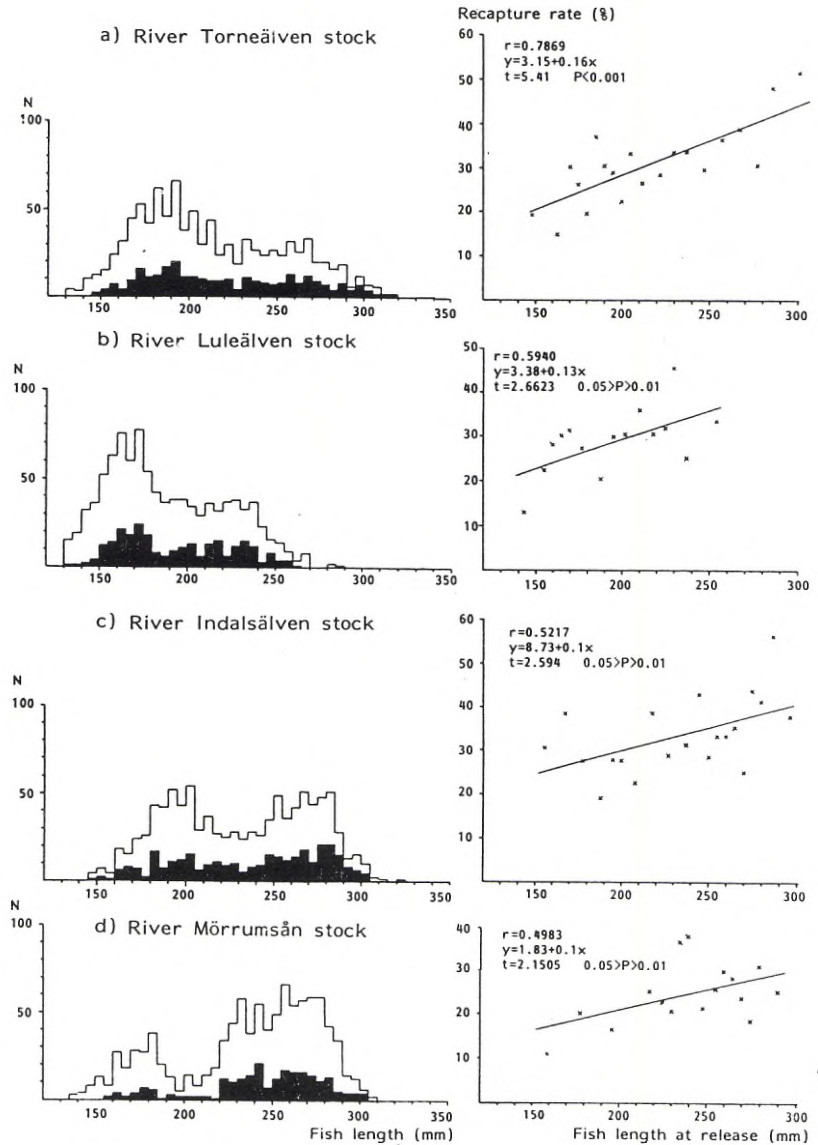 Recapture rate (%)
a) River Torneälven stock
60
r=0.7869
y=3.15+0.16x
t=5.41 P<0.001
50
40
30
20
10
150 200 250 300
N
100
50
150 200 250 300 350
b) River Luleälven stock
50
r=0.5940
y=3.38+0.13x
t=2.6623 0.05>P>0.01
40
30
20
10
150 200 250 300
N
100
50
150 200 250 300 350
c) River Indalsälven stock
60
r=0.5217
y=8.73+0.1x
t=2.594 0.05>P>0.01
50
40
30
20
10
150 200 250 300
N
100
50
150 200 250 300 350
d) River Mörrumsån stock
40
r=0.4983
y=1.83+0.1x
t=2.1505 0.05>P>0.01
30
20
10
150 200 250 300
Fish length at release (mm)
N
100
50
150 200 250 300 350
Fish length (mm)